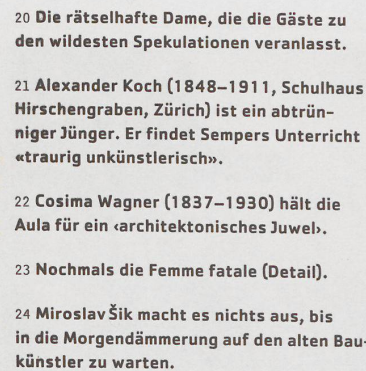 20 Die rätselhafte Dame, die die Gäste zu
den wildesten Spekulationen veranlasst.
21 Alexander Koch (1848–1911, Schulhaus
Hirschengraben, Zürich) ist ein abtrün-
niger Jünger. Er findet Sempers Unterricht
«traurig unkünstlerisch».
22 Cosima Wagner (1837–1930) hält die
Aula für ein ‹architektonisches Juwel›.
23 Nochmals die Femme fatale (Detail).
24 Miroslav Šik macht es nichts aus, bis
in die Morgendämmerung auf den alten Bau-
künstler zu warten.